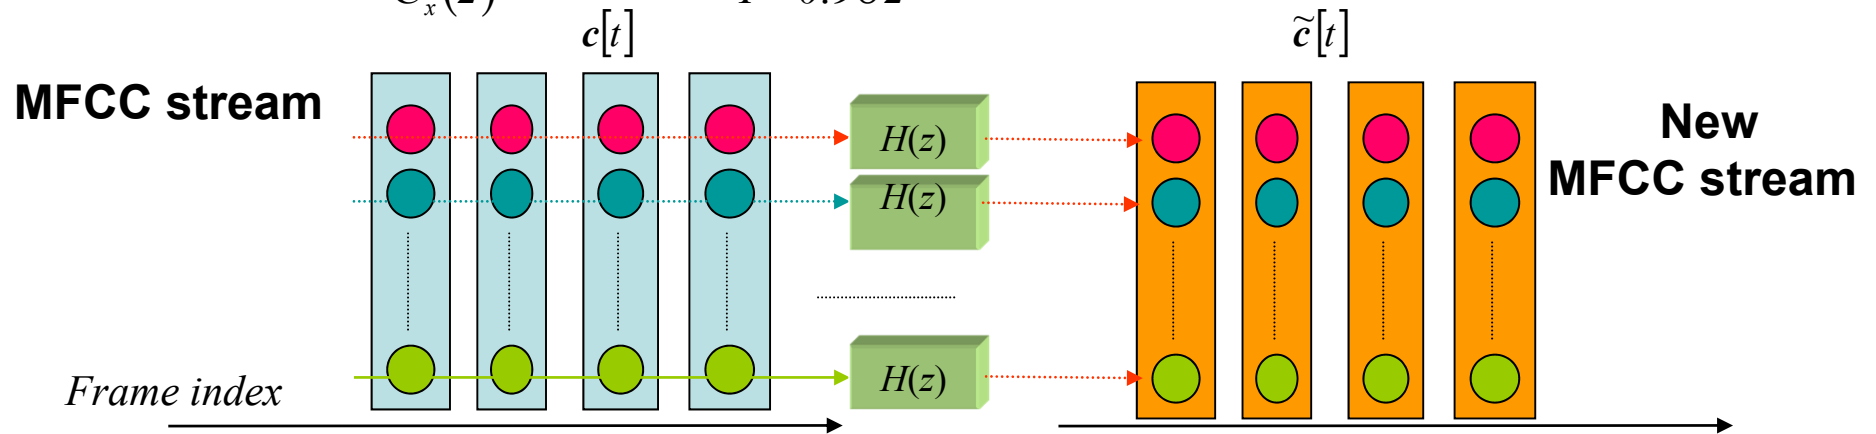 c[t]
c̃[t]
MFCC stream
H(z)
H(z)
H(z)
New
MFCC stream
Frame index